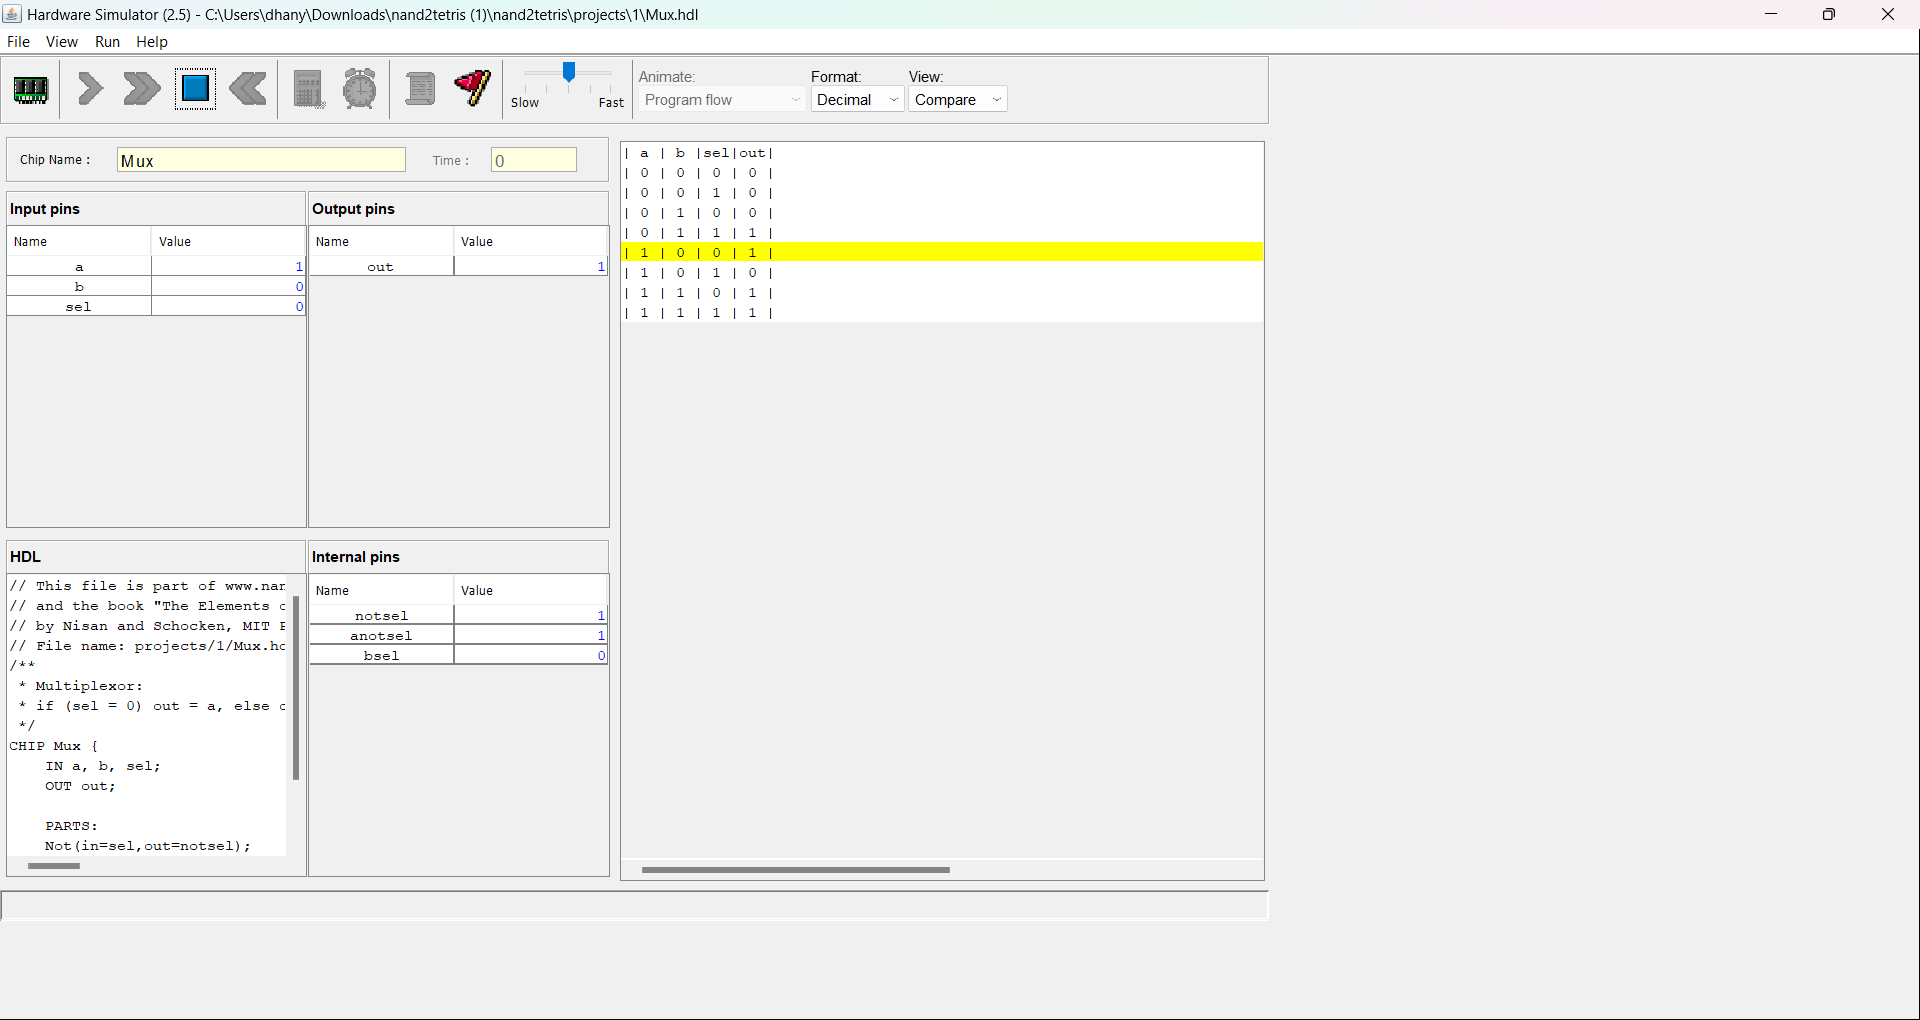 Hardware Simulator (2.5) - C:\Users\dhany\Downloads\nand2tetris (1)\nand2tetris\projects\1\Mux.hdl
File View Run Help
Slow Fast
Animate: Format: View:
Program flow Decimal Compare
Chip Name : Mux Time : 0
Input pins
Name Value
a 1
b 0
sel 0
Output pins
Name Value
out 1
HDL
// This file is part of www.nan
// and the book "The Elements
// by Nisan and Schocken, MIT
// File name: projects/1/Mux.hd
/**
* Multiplexor:
* if (sel = 0) out = a, else
*/
CHIP Mux {
IN a, b, sel;
OUT out;
PARTS:
Not(in=sel,out=notsel);
Internal pins
Name Value
notsel 1
anotsel 1
bsel 0
| a | b |sel|out|
| 0 | 0 | 0 | 0 |
| 0 | 0 | 1 | 0 |
| 0 | 1 | 0 | 0 |
| 0 | 1 | 1 | 1 |
| 1 | 0 | 0 | 1 |
| 1 | 0 | 1 | 0 |
| 1 | 1 | 0 | 1 |
| 1 | 1 | 1 | 1 |